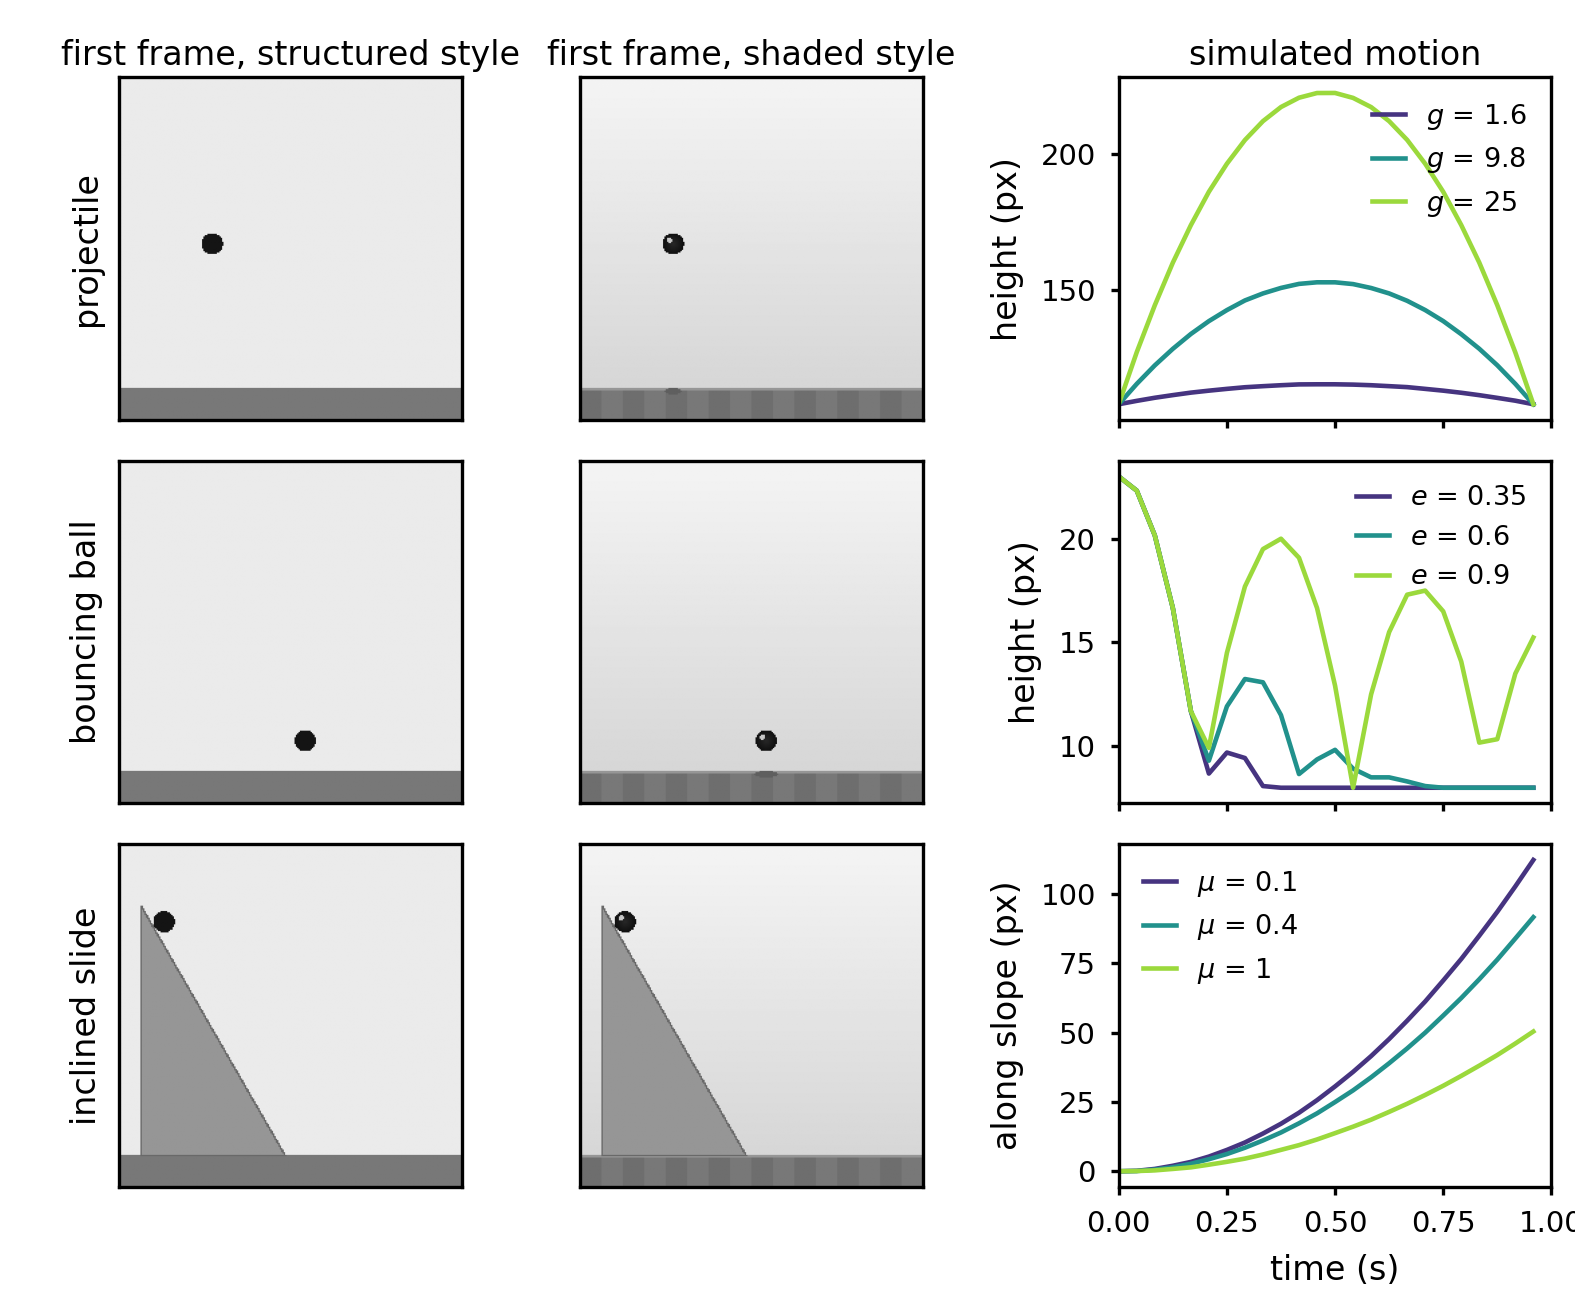 first frame, structured style
first frame, shaded style
simulated motion
projectile
height (px)
200
150
g = 1.6
g = 9.8
g = 25
bouncing ball
height (px)
20
15
10
e = 0.35
e = 0.6
e = 0.9
inclined slide
along slope (px)
100
75
50
25
0
μ = 0.1
μ = 0.4
μ = 1
0.00 0.25 0.50 0.75 1.00
time (s)